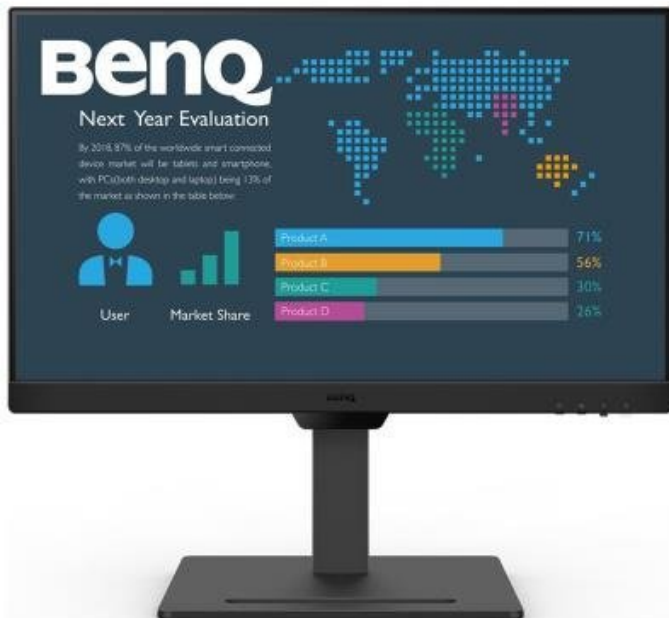 BenQ
Next Year Evaluation
By 2018, 87% of the worldwide smart connected
device market will be tablets and smartphone,
with PCs(both desktop and laptop) being 13% of
the market as shown in the table below:
Product A 71%
Product B 56%
Product C 30%
Product D 26%
User Market Share
BenQ